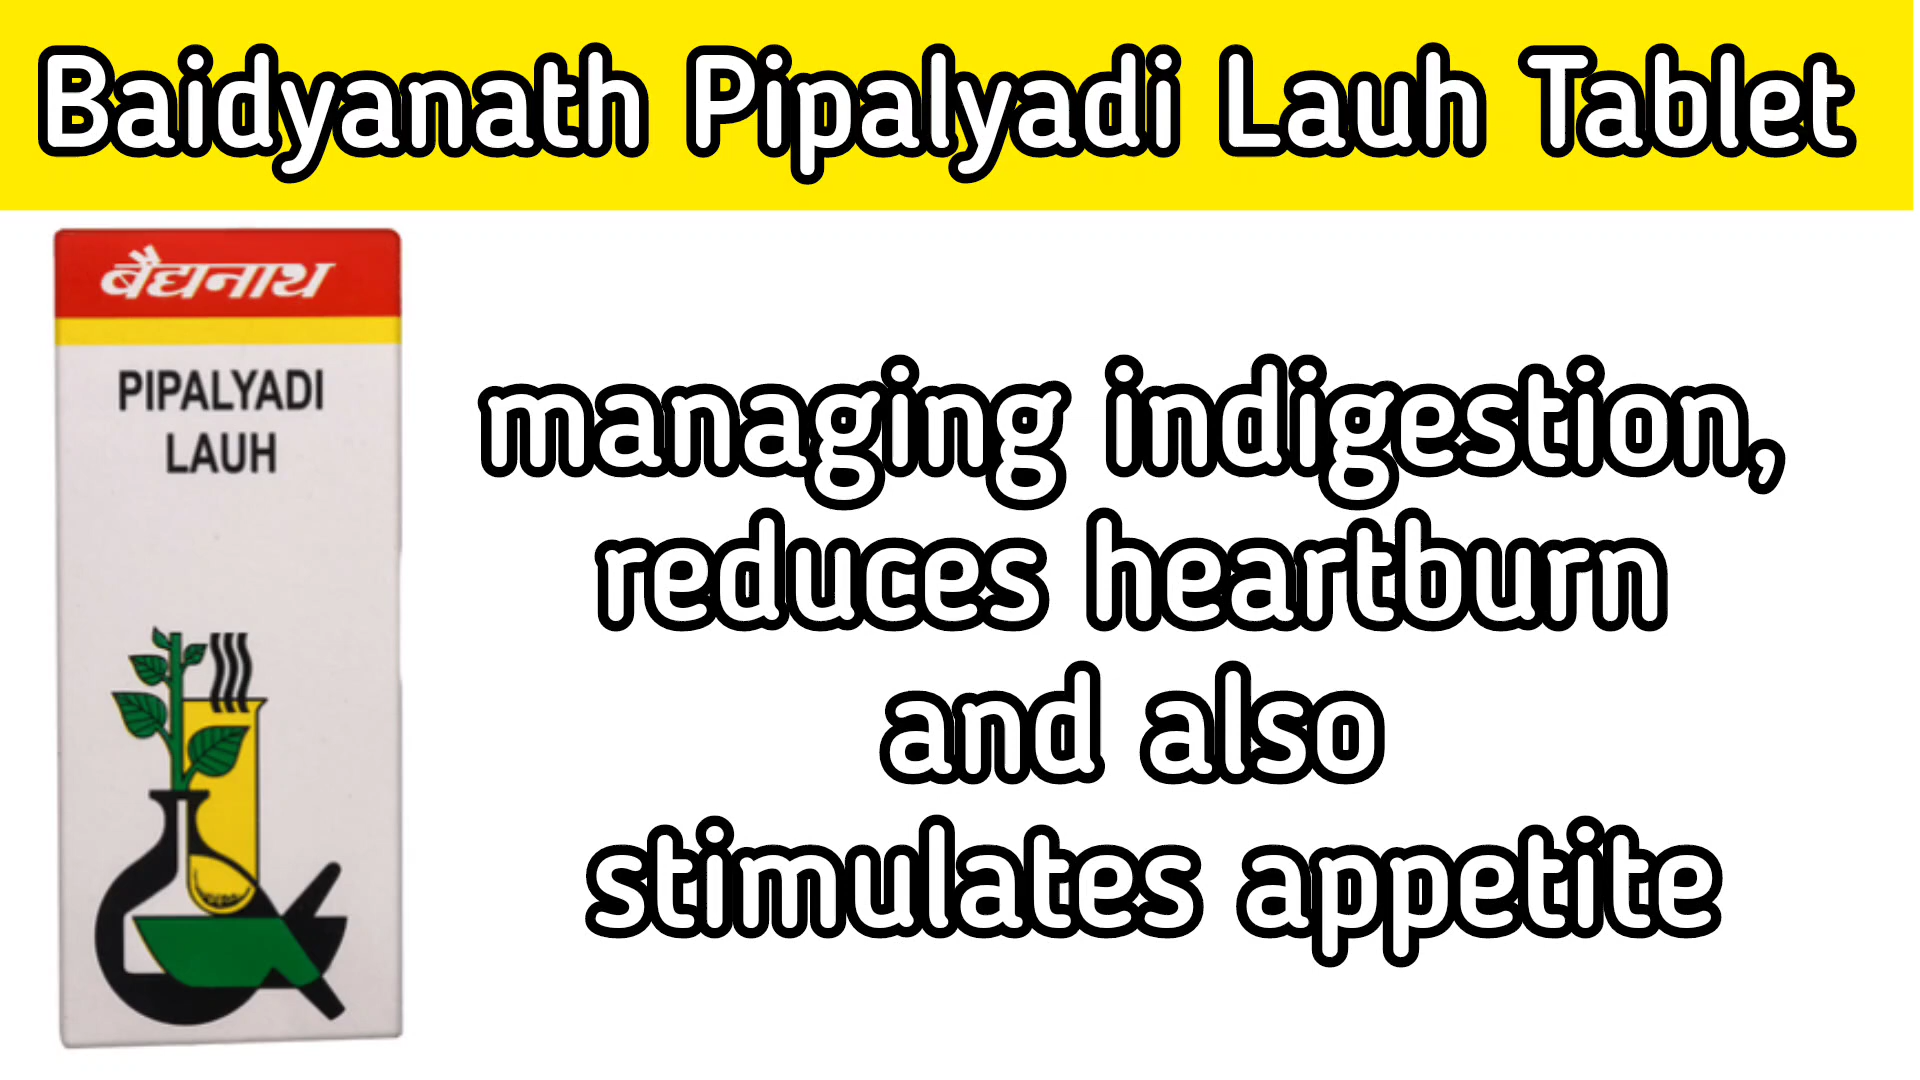 Baidyanath Pipalyadi Lauh Tablet
बैद्यनाथ
PIPALYADI
LAUH
managing indigestion,
reduces heartburn
and also
stimulates appetite